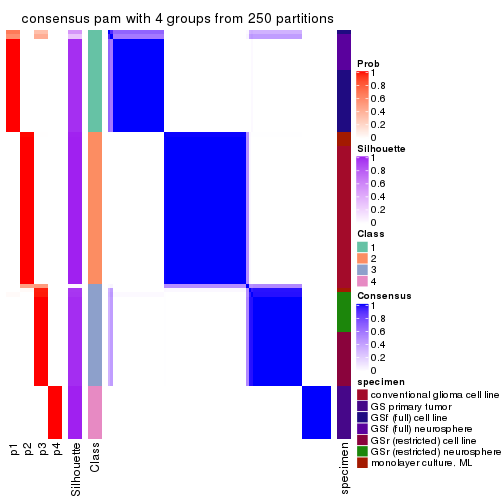 consensus pam with 4 groups from 250 partitions
Prob
1
0.8
0.6
0.4
0.2
0
Silhouette
1
0.8
0.6
0.4
0.2
0
Class
1
2
3
4
Consensus
1
0.8
0.6
0.4
0.2
0
specimen
conventional glioma cell line
GS primary tumor
GSf (full) cell line
GSf (full) neurosphere
GSr (restricted) cell line
GSr (restricted) neurosphere
monolayer culture. ML
p1
p2
p3
p4
Silhouette
Class
specimen